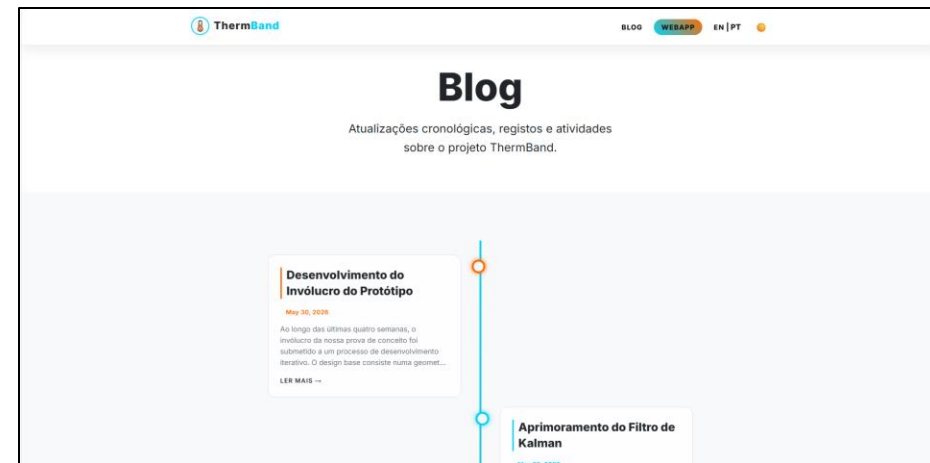 ThermBand
BLOG WEBAPP EN|PT
Blog
Atualizações cronológicas, registos e atividades
sobre o projeto ThermBand.
Desenvolvimento do
Invólucro do Protótipo
May 30, 2026
Ao longo das últimas quatro semanas, o
invólucro da nossa prova de conceito foi
submetido a um processo de desenvolvimento
iterativo. O design base consiste numa geomet...
LER MAIS →
Aprimoramento do Filtro de
Kalman